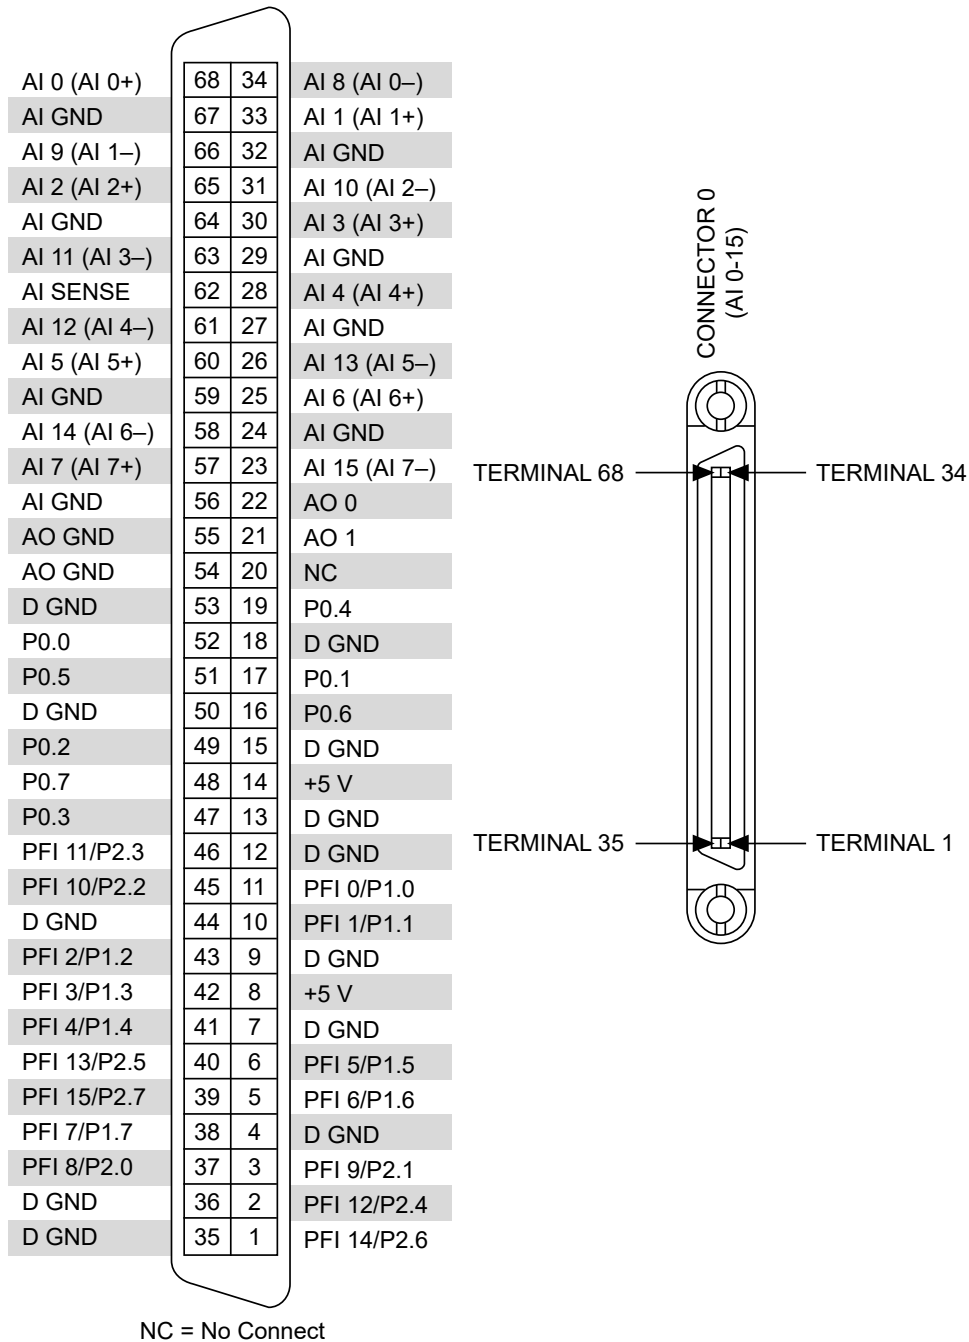 AI 0 (AI 0+) 68 34 AI 8 (AI 0–)
AI GND 67 33 AI 1 (AI 1+)
AI 9 (AI 1–) 66 32 AI GND
AI 2 (AI 2+) 65 31 AI 10 (AI 2–)
AI GND 64 30 AI 3 (AI 3+)
AI 11 (AI 3–) 63 29 AI GND
AI SENSE 62 28 AI 4 (AI 4+)
AI 12 (AI 4–) 61 27 AI GND
AI 5 (AI 5+) 60 26 AI 13 (AI 5–)
AI GND 59 25 AI 6 (AI 6+)
AI 14 (AI 6–) 58 24 AI GND
AI 7 (AI 7+) 57 23 AI 15 (AI 7–)
AI GND 56 22 AO 0
AO GND 55 21 AO 1
AO GND 54 20 NC
D GND 53 19 P0.4
P0.0 52 18 D GND
P0.5 51 17 P0.1
D GND 50 16 P0.6
P0.2 49 15 D GND
P0.7 48 14 +5 V
P0.3 47 13 D GND
PFI 11/P2.3 46 12 D GND
PFI 10/P2.2 45 11 PFI 0/P1.0
D GND 44 10 PFI 1/P1.1
PFI 2/P1.2 43 9 D GND
PFI 3/P1.3 42 8 +5 V
PFI 4/P1.4 41 7 D GND
PFI 13/P2.5 40 6 PFI 5/P1.5
PFI 15/P2.7 39 5 PFI 6/P1.6
PFI 7/P1.7 38 4 D GND
PFI 8/P2.0 37 3 PFI 9/P2.1
D GND 36 2 PFI 12/P2.4
D GND 35 1 PFI 14/P2.6
NC = No Connect
CONNECTOR 0
(AI 0-15)
TERMINAL 68 TERMINAL 34
TERMINAL 35 TERMINAL 1